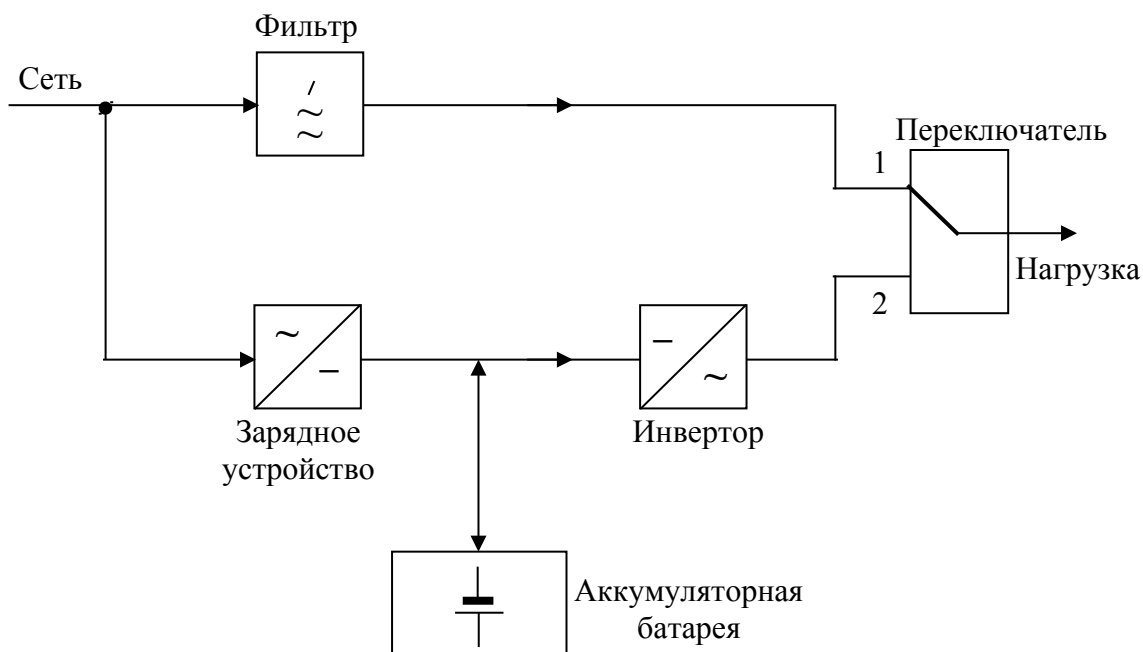 Фильтр
Сеть
Переключатель
1
Нагрузка
2
Зарядное
устройство
Инвертор
Аккумуляторная
батарея